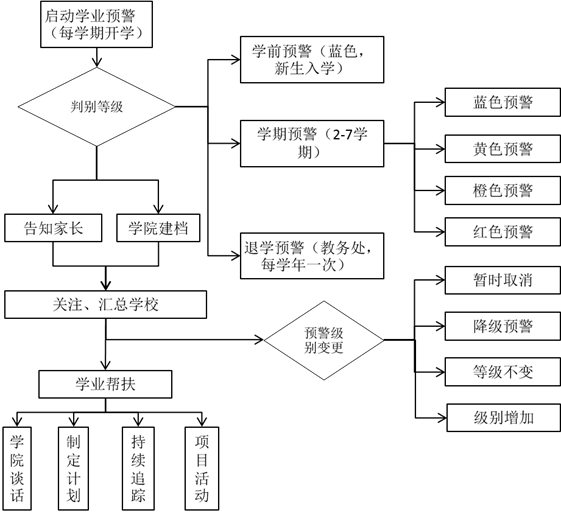 启动学业预警
（每学期开学）
判别等级
学前预警（蓝色，
新生入学）
学期预警（2-7学
期）
退学预警（教务处，
每学年一次）
蓝色预警
黄色预警
橙色预警
红色预警
告知家长
学院建档
关注、汇总学校
预警级
别变更
暂时取消
降级预警
等级不变
级别增加
学业帮扶
学院谈话
制定计划
持续追踪
项目活动